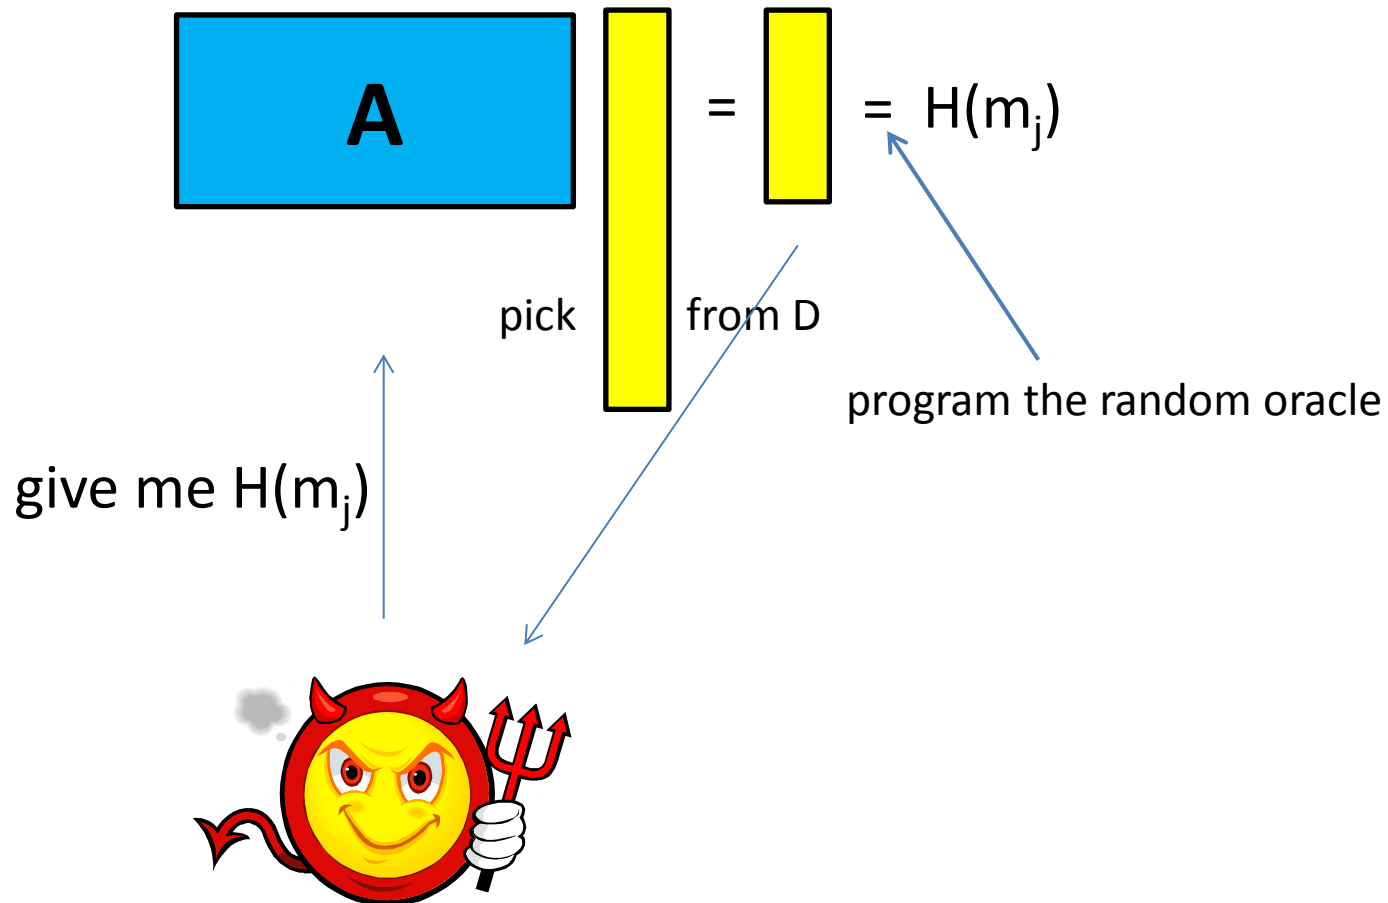 A = = H(mⱼ)
pick from D
program the random oracle
give me H(mⱼ)